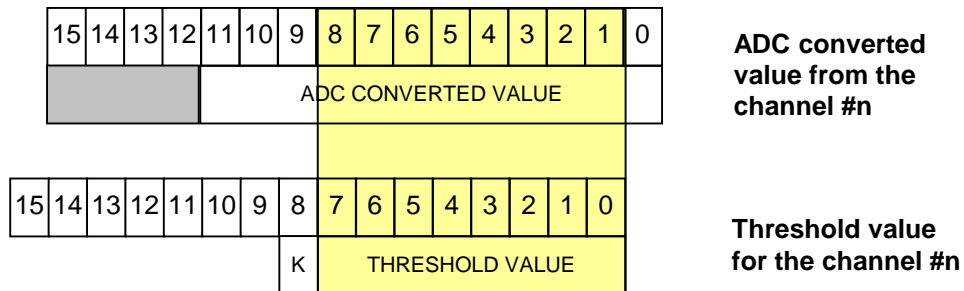 15 14 13 12 11 10 9 8 7 6 5 4 3 2 1 0
ADC CONVERTED VALUE
ADC converted
value from the
channel #n
15 14 13 12 11 10 9 8 7 6 5 4 3 2 1 0
K THRESHOLD VALUE
Threshold value
for the channel #n